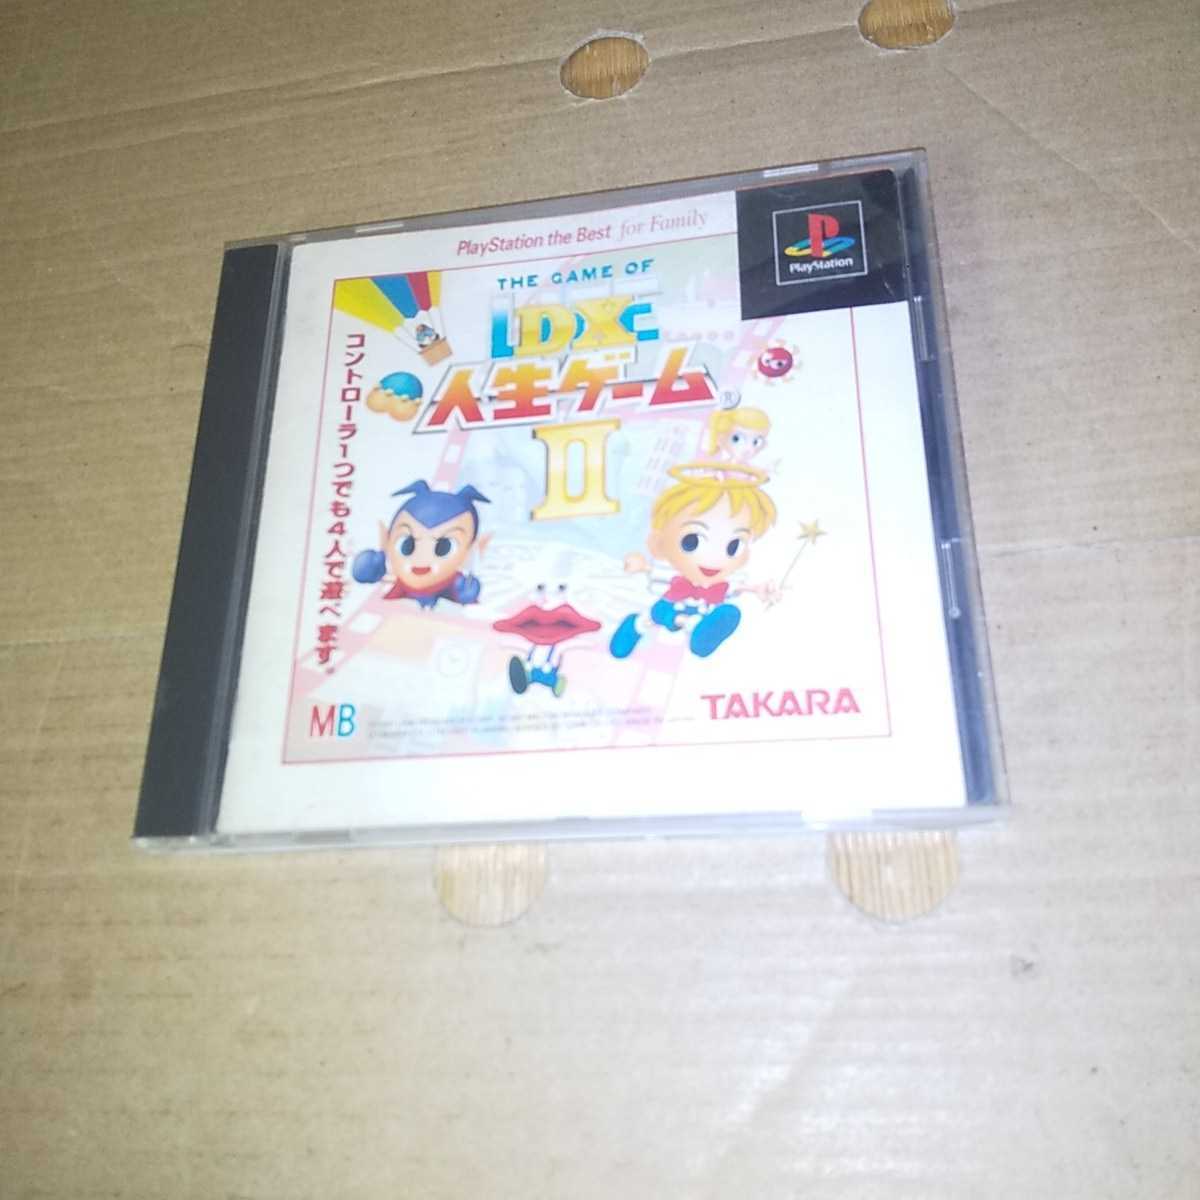 PlayStation the Best for Family
PlayStation
THE GAME OF
DX
人生ゲーム®
II
コントローラ1つでも4人で遊べます。
MB
TAKARA